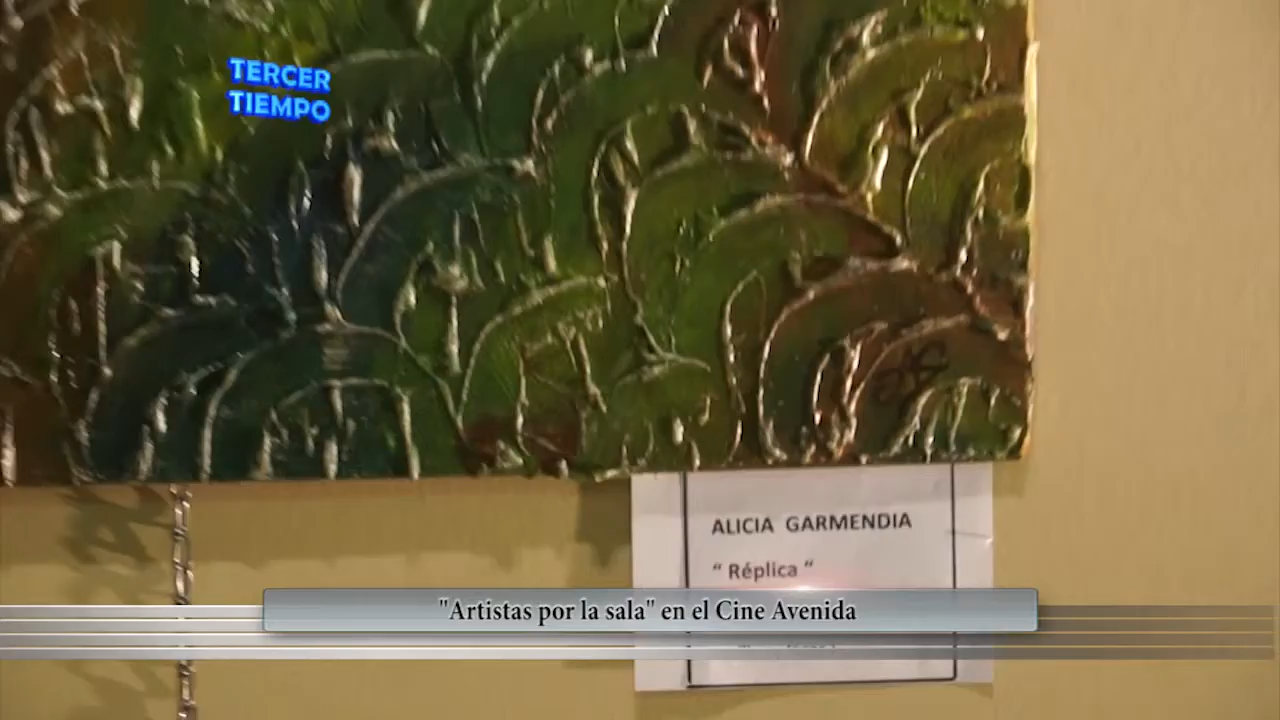 TERCER
TIEMPO
ALICIA GARMENDIA
“ Réplica “
"Artistas por la sala" en el Cine Avenida